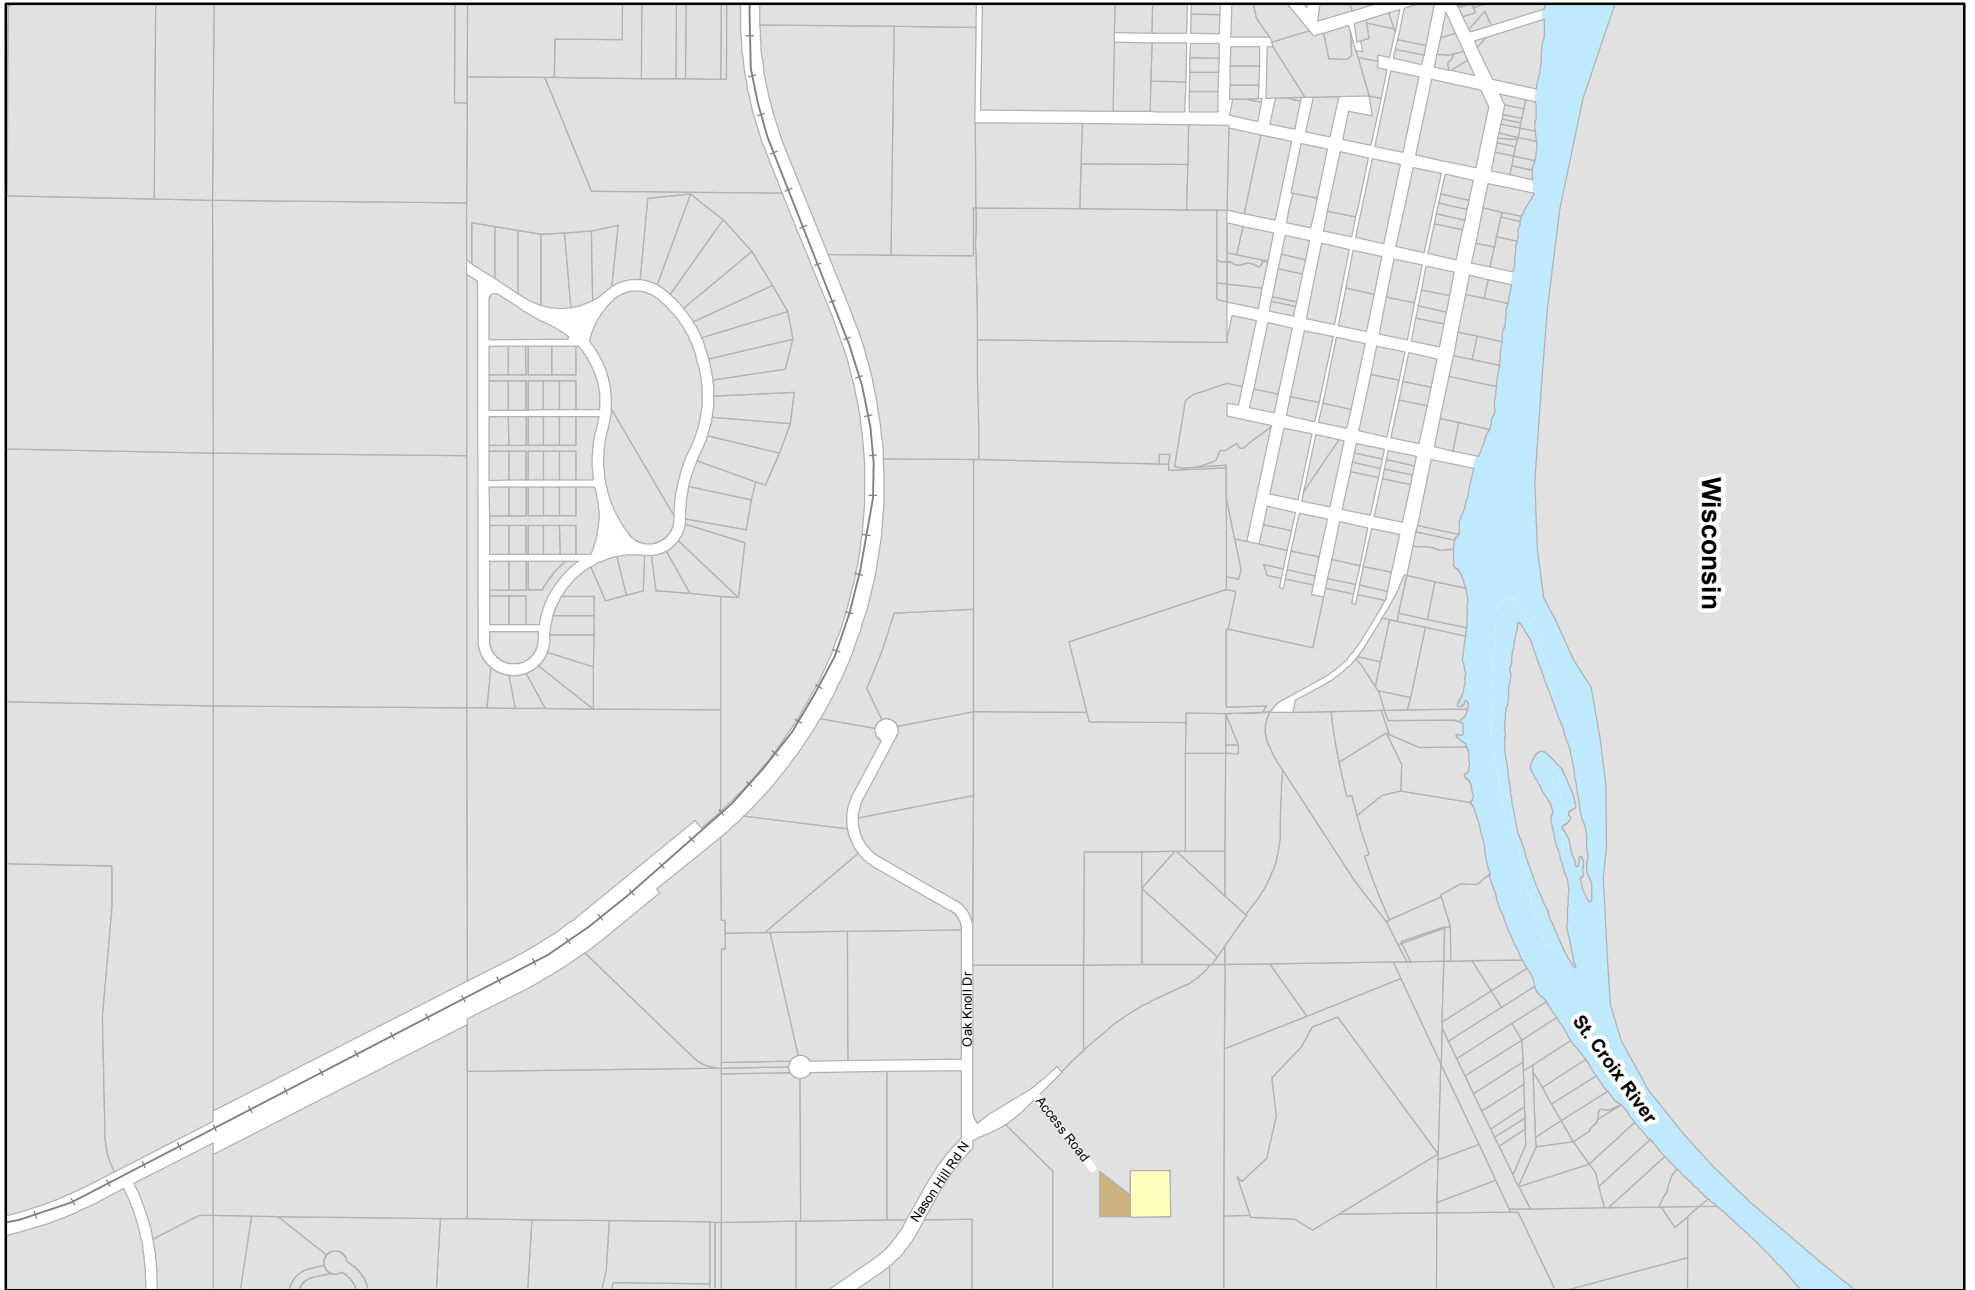 Wisconsin
Oak Knoll Dr
St. Croix River
Access Road
Nason Hill Rd N